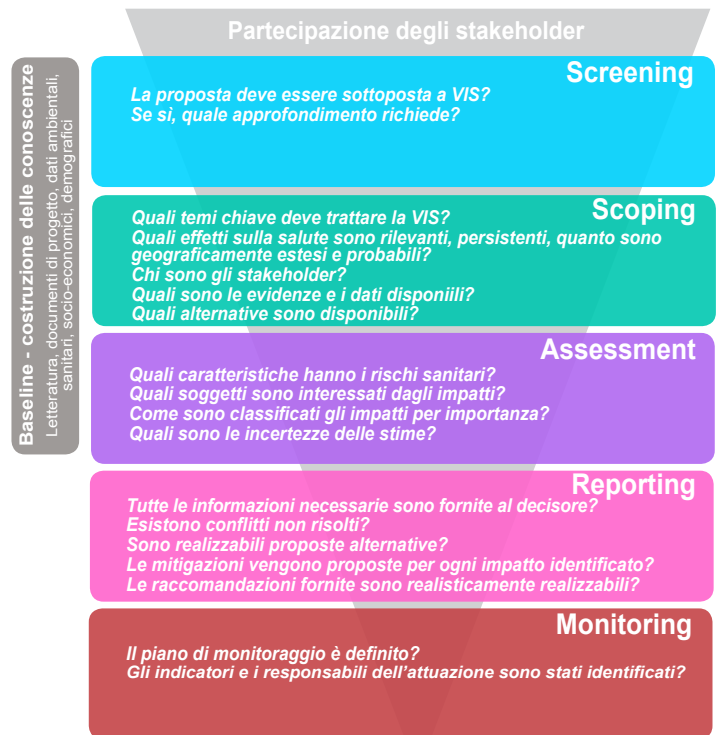 Partecipazione degli stakeholder
Baseline - costruzione delle conoscenze
Letteratura, documenti di progetto, dati ambientali,
sanitari, socio-economici, demografici
Screening
La proposta deve essere sottoposta a VIS?
Se si, quale approfondimento richiede?
Scoping
Quali temi chiave deve trattare la VIS?
Quali effetti sulla salute sono rilevanti, persistenti, quanto sono
geograficamente estesi e probabili?
Chi sono gli stakeholder?
Quali sono le evidenze e i dati disponiili?
Quali alternative sono disponibili?
Assessment
Quali caratteristiche hanno i rischi sanitari?
Quali soggetti sono interessati dagli impatti?
Come sono classificati gli impatti per importanza?
Quali sono le incertezze delle stime?
Reporting
Tutte le informazioni necessarie sono fornite al decisore?
Esistono conflitti non risolti?
Sono realizzabili proposte alternative?
Le mitigazioni vengono proposte per ogni impatto identificato?
Le raccomandazioni fornite sono realisticamente realizzabili?
Monitoring
Il piano di monitoraggio è definito?
Gli indicatori e i responsabili dell'attuazione sono stati identificati?